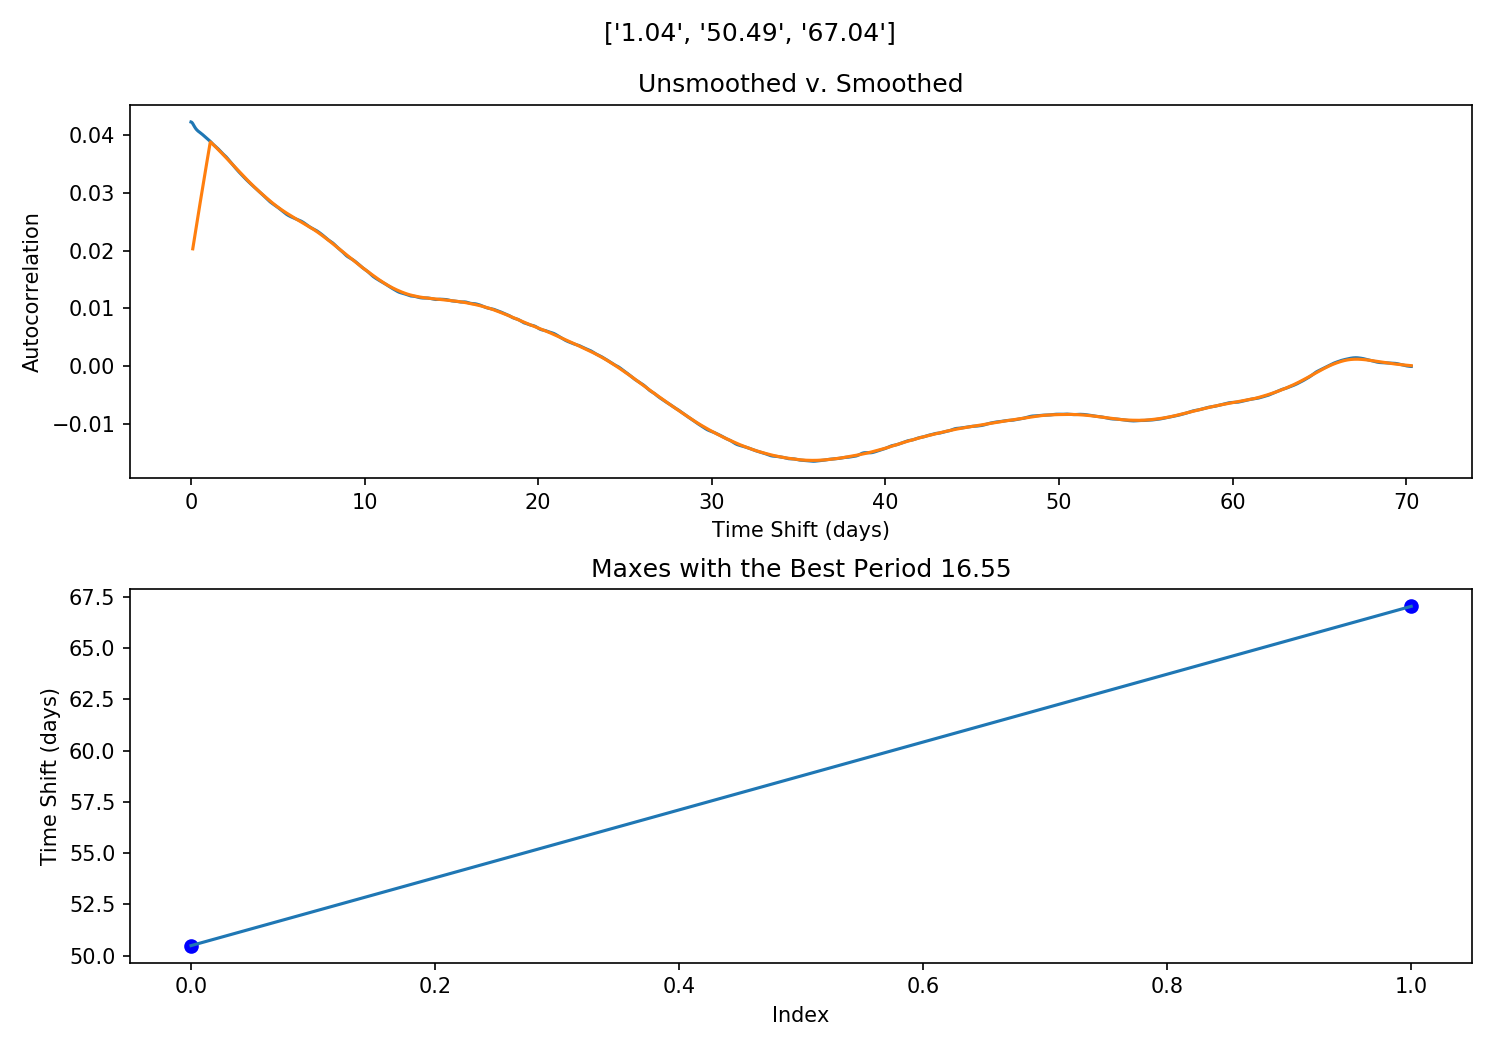 ['1.04', '50.49', '67.04']
Unsmoothed v. Smoothed
0.04
0.03
0.02
0.01
0.00
−0.01
Autocorrelation
0 10 20 30 40 50 60 70
Time Shift (days)
Maxes with the Best Period 16.55
67.5
65.0
62.5
60.0
57.5
55.0
52.5
50.0
Time Shift (days)
0.0 0.2 0.4 0.6 0.8 1.0
Index